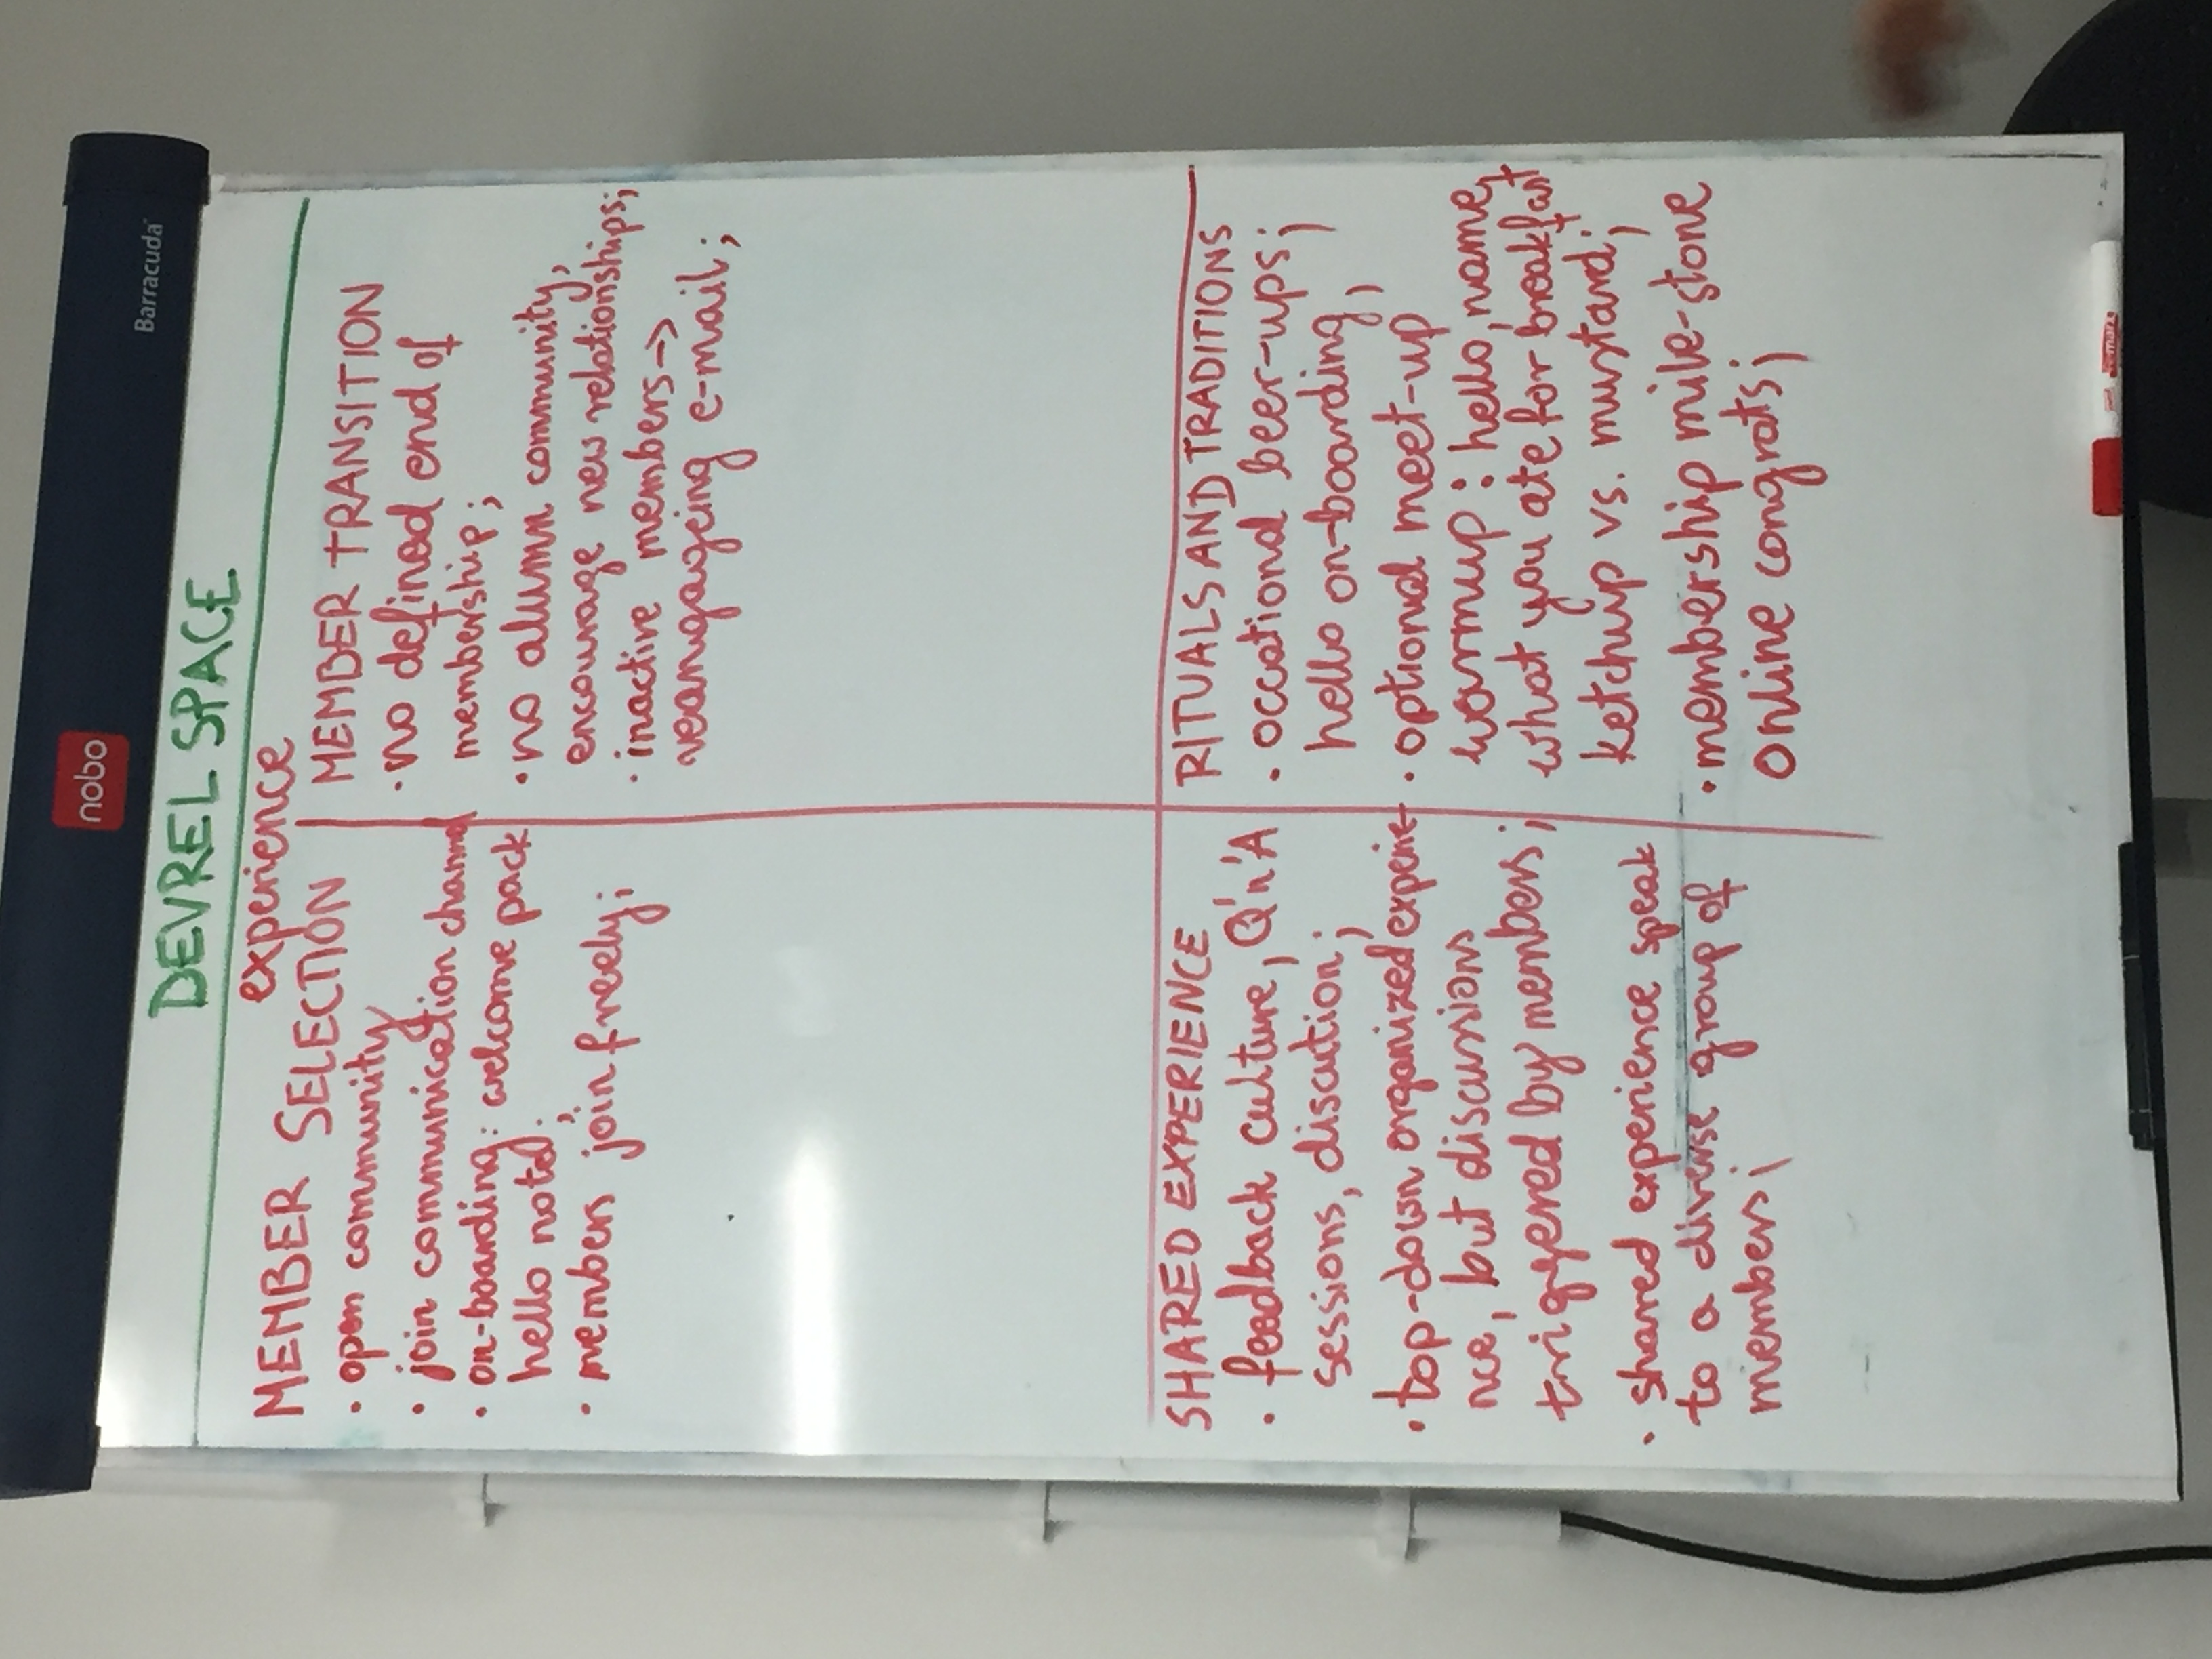 nobo
Barracuda
DEVREL SPACE
experience
MEMBER SELECTION
• open community
• join communication channel
• on-boarding: welcome pack
hello note;
• members join freely;
MEMBER TRANSITION
• no defined end of
membership;
• no alumn community,
encourage new relationships;
• inactive members ->
reangageing e-mail;
SHARED EXPERIENCE
• feedback culture, Q'n'A
sessions, discution;
• top-down organized experie-
nce, but discussions
triggered by members;
• shared experience speak
to a diverse group of
members;
RITUALS AND TRADITIONS
• occational beer-ups;
hello on-boarding,
• optional meet-up
warmup: hello, name,
what you ate for breakfast,
ketchup vs. mustard;
• membership mile-stone
online congrats;